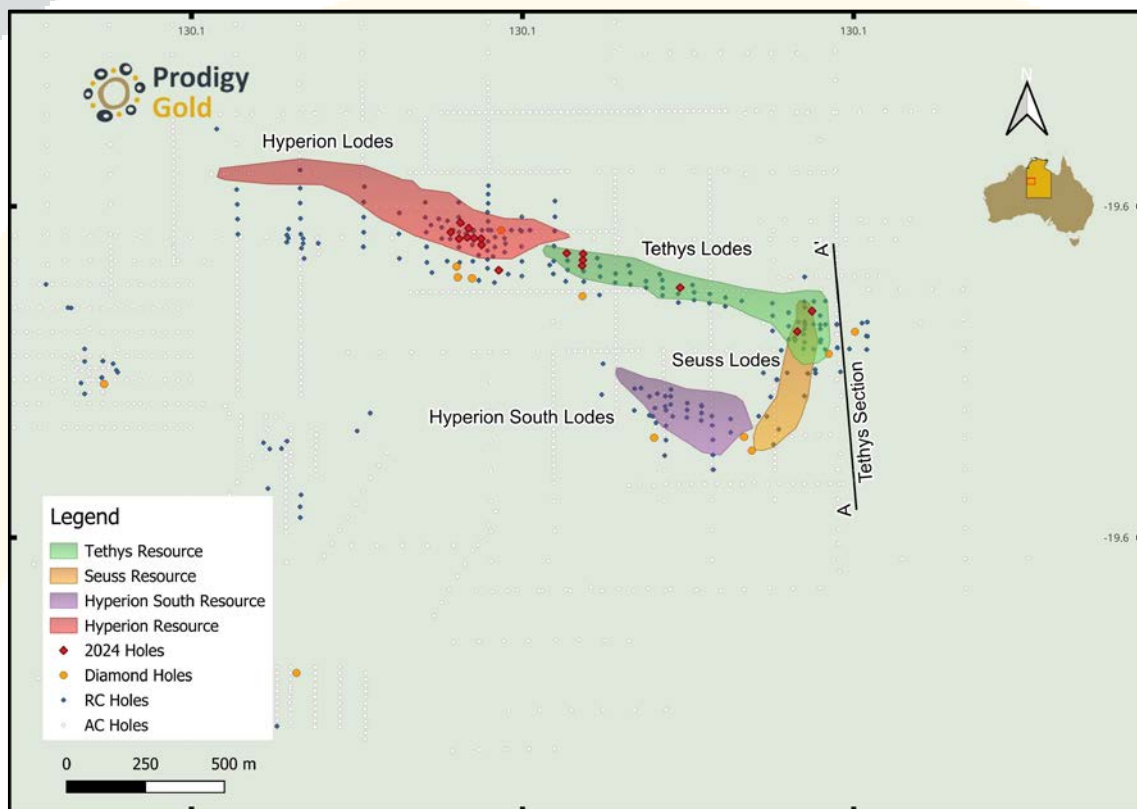 130.1
130.1
130.1
Prodigy
Gold
N
Hyperion Lodes
-19.6
Tethys Lodes
A'
Seuss Lodes
Hyperion South Lodes
Tethys Section
A
-19.6
Legend
Tethys Resource
Seuss Resource
Hyperion South Resource
Hyperion Resource
2024 Holes
Diamond Holes
RC Holes
AC Holes
0 250 500 m